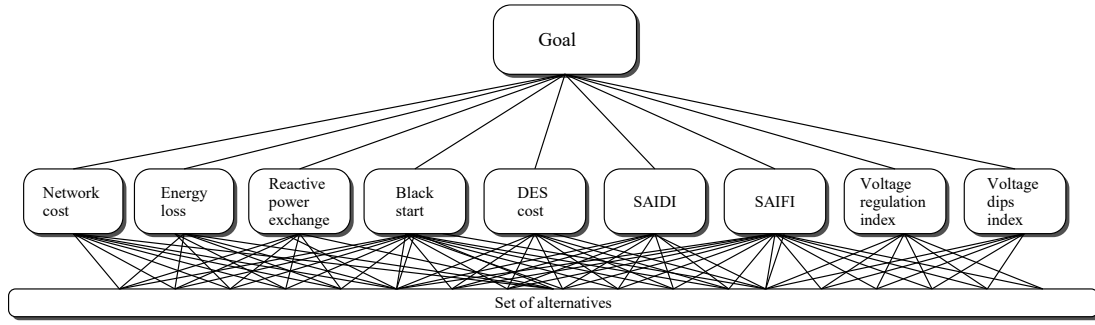 Goal
Network
cost
Energy
loss
Reactive
power
exchange
Black
start
DES
cost
SAIDI
SAIFI
Voltage
regulation
index
Voltage
dips
index
Set of alternatives